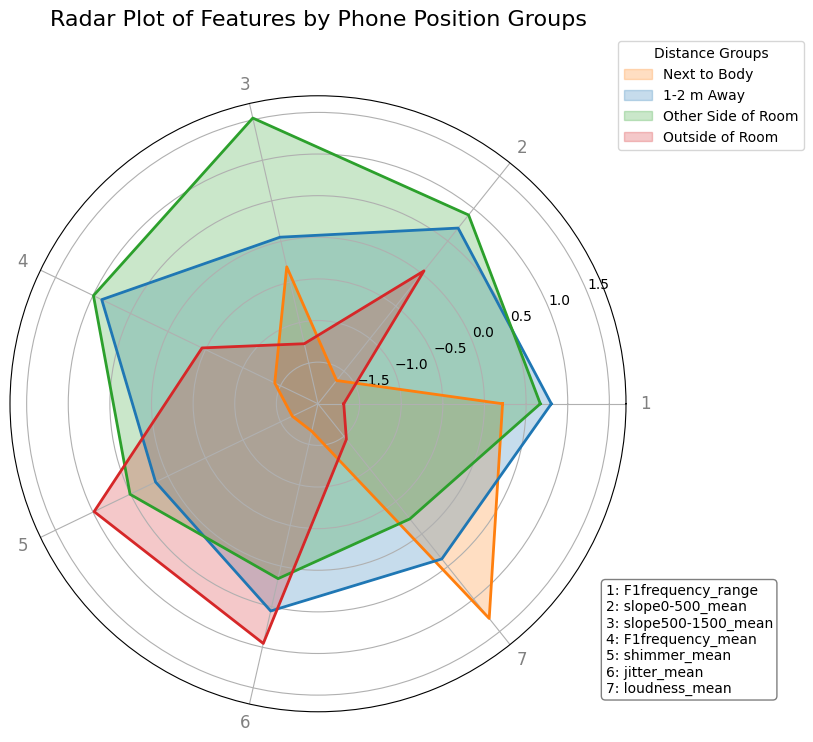 Radar Plot of Features by Phone Position Groups
Distance Groups
Next to Body
1-2 m Away
Other Side of Room
Outside of Room
3
2
4
1.5
1.0
0.5
0.0
−0.5
−1.0
−1.5
1
5
7
6
1: F1frequency_range
2: slope0-500_mean
3: slope500-1500_mean
4: F1frequency_mean
5: shimmer_mean
6: jitter_mean
7: loudness_mean